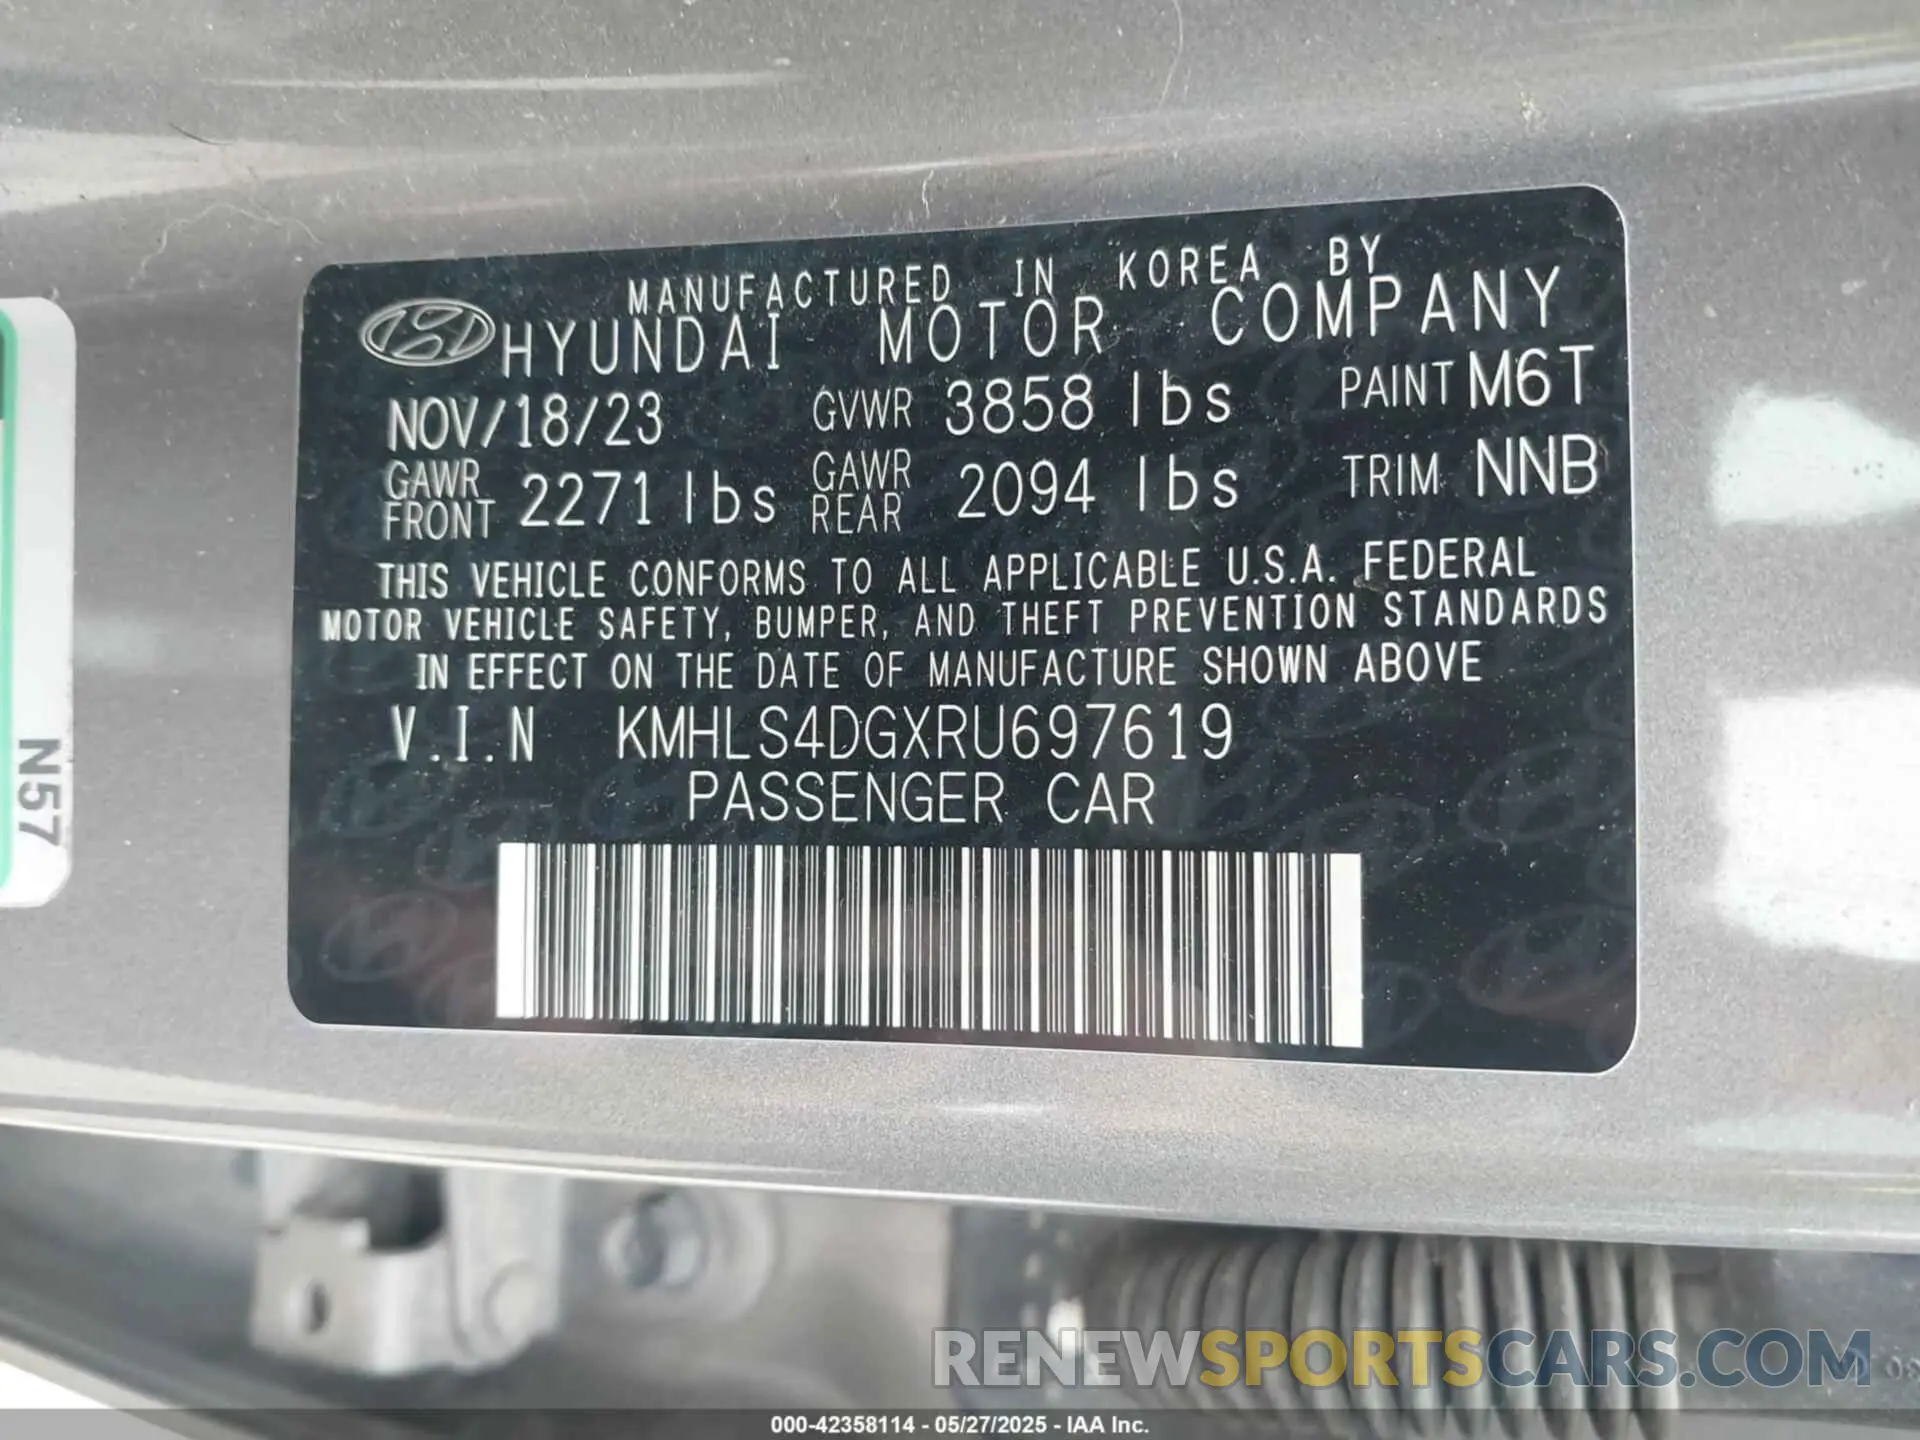 MANUFACTURED IN KOREA BY
HYUNDAI MOTOR COMPANY
NOV/18/23 GVWR 3858 lbs PAINT M6T
GAWR FRONT 2271 lbs GAWR REAR 2094 lbs TRIM NNB
THIS VEHICLE CONFORMS TO ALL APPLICABLE U.S.A. FEDERAL
MOTOR VEHICLE SAFETY, BUMPER, AND THEFT PREVENTION STANDARDS
IN EFFECT ON THE DATE OF MANUFACTURE SHOWN ABOVE
V.I.N KMHLS4DGXRU697619
PASSENGER CAR
N57
RENEWSPORTSCARS.COM
000-42358114 - 05/27/2025 - IAA Inc.